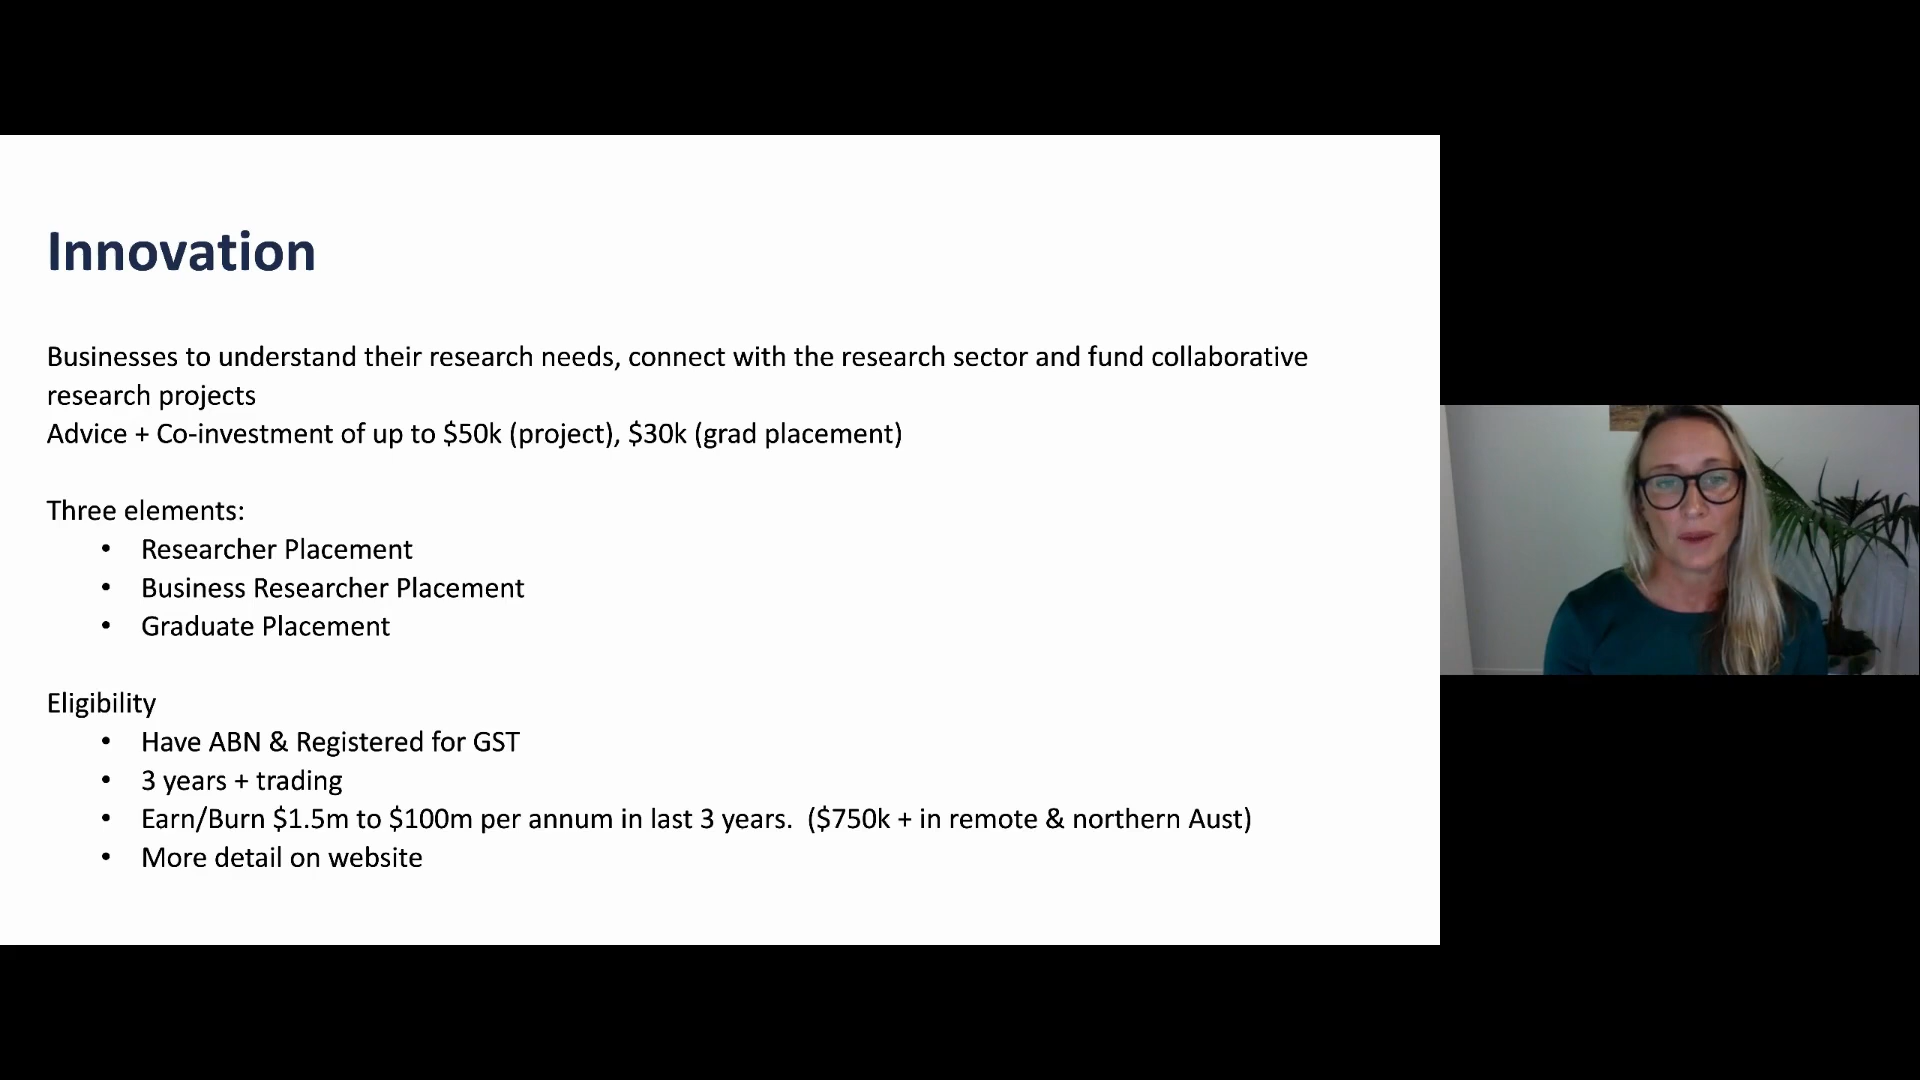 Innovation
Businesses to understand their research needs, connect with the research sector and fund collaborative
research projects
Advice + Co-investment of up to $50k (project), $30k (grad placement)
Three elements:
• Researcher Placement
• Business Researcher Placement
• Graduate Placement
Eligibility
• Have ABN & Registered for GST
• 3 years + trading
• Earn/Burn $1.5m to $100m per annum in last 3 years.  ($750k + in remote & northern Aust)
• More detail on website